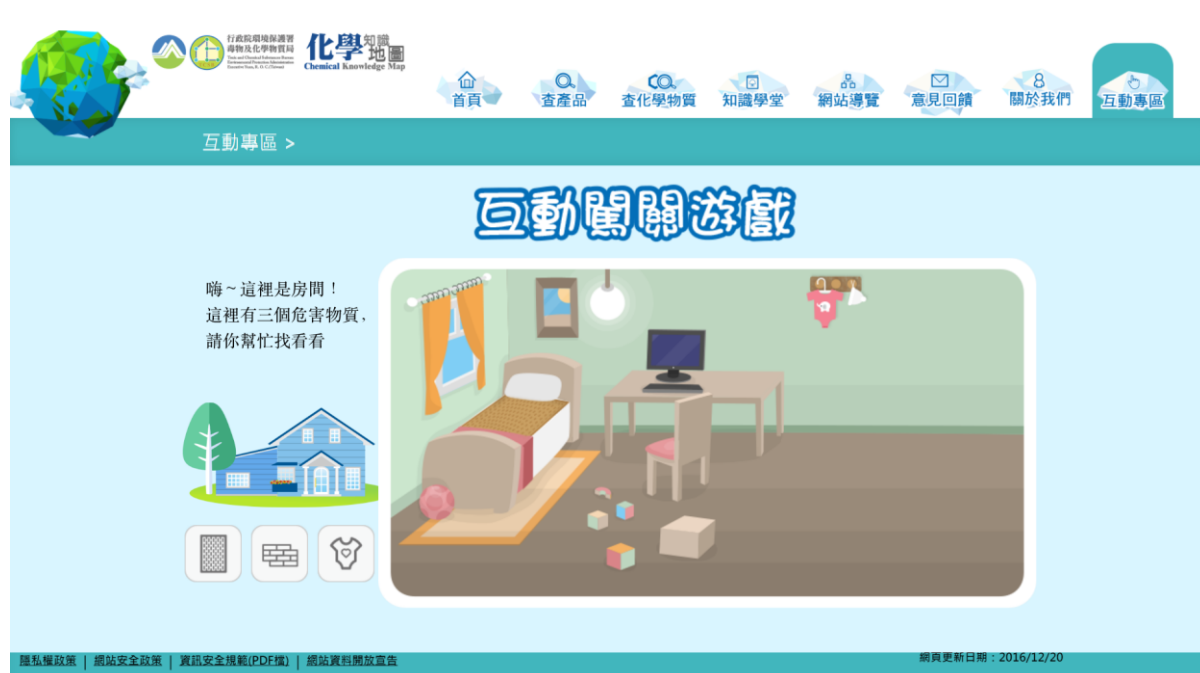 行政院環境保護署
毒物及化學物質局
化學知識地圖
Chemical Knowledge Map
首頁
查產品
查化學物質
知識學堂
網站導覽
意見回饋
關於我們
互動專區
互動專區 >
互動闖關遊戲
嗨~這裡是房間！
這裡有三個危害物質，
請你幫忙找看看
隱私權政策 | 網站安全政策 | 資訊安全規範(PDF檔) | 網站資料開放宣告
網頁更新日期：2016/12/20